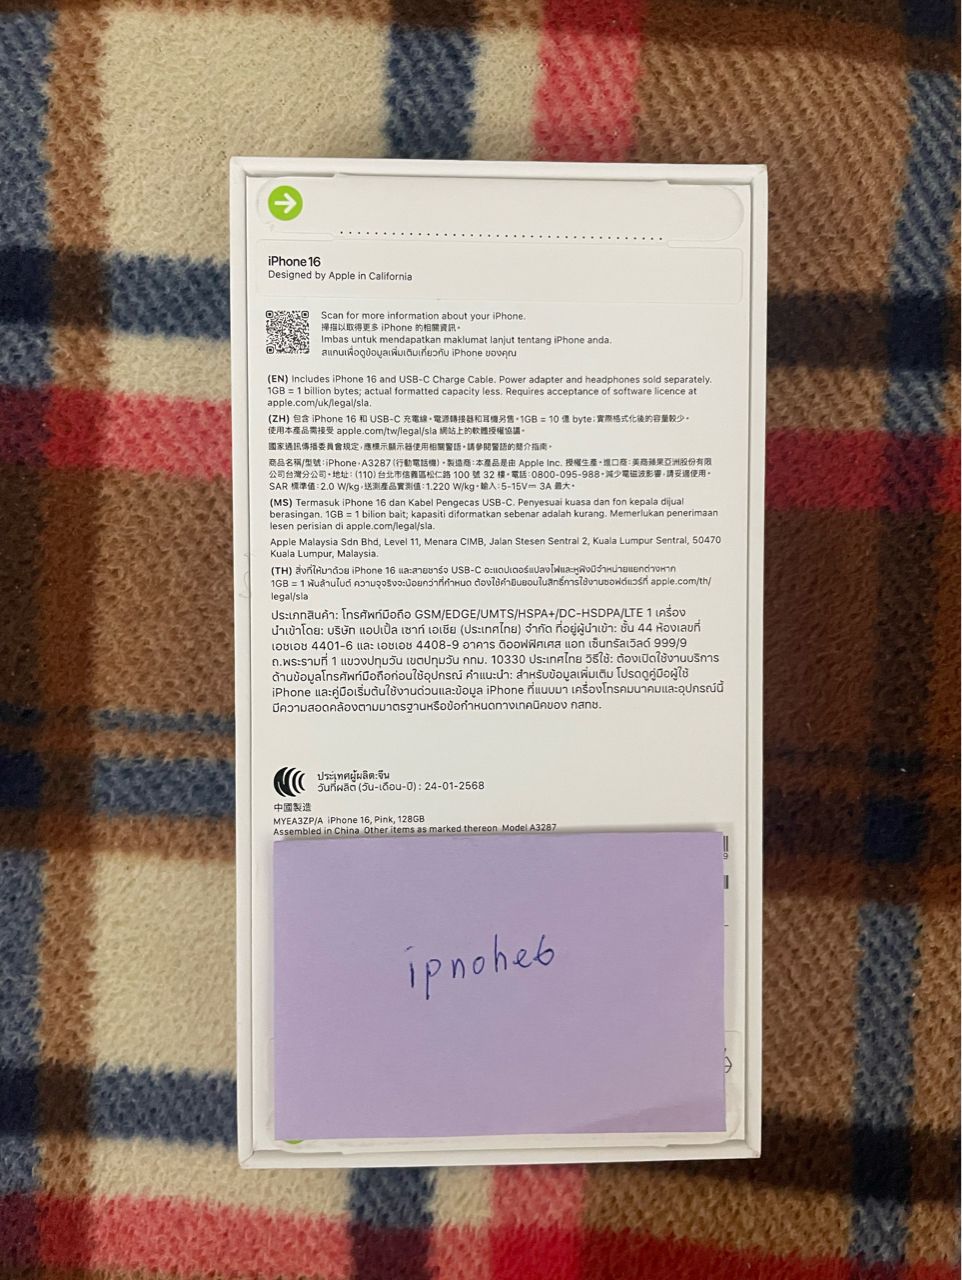 iPhone 16
Designed by Apple in California
Scan for more information about your iPhone.
掃描以取得更多 iPhone 的相關資訊。
Imbas untuk mendapatkan maklumat lanjut tentang iPhone anda.
สแกนเพื่อดูข้อมูลเพิ่มเติมเกี่ยวกับ iPhone ของคุณ
(EN) Includes iPhone 16 and USB-C Charge Cable. Power adapter and headphones sold separately.
1GB = 1 billion bytes; actual formatted capacity less. Requires acceptance of software licence at
apple.com/uk/legal/sla.
(ZH) 包含 iPhone 16 和 USB-C 充電線。電源轉接器和耳機另售。1GB = 10 億 byte；實際格式化後的容量較少。
使用本產品需接受 apple.com/tw/legal/sla 網站上的軟體授權協議。
國家通訊傳播委員會規定，應標示顯示器使用相關警語。請參閱警語的簡介指南。
商品名稱/型號：iPhone，A3287（行動電話機）。製造商：本產品是由 Apple Inc. 授權生產。進口商：美商蘋果亞洲股份有限
公司台灣分公司。地址：(110) 台北市信義區松仁路 100 號 32 樓。電話：0800-095-988。減少電磁波影響，請妥適使用。
SAR 標準值：2.0 W/kg，送測產品實測值：1.220 W/kg。輸入：5-15V⎓ 3A 最大。
(MS) Termasuk iPhone 16 dan Kabel Pengecas USB-C. Penyesuai kuasa dan fon kepala dijual
berasingan. 1GB = 1 bilion bait; kapasiti diformatkan sebenar adalah kurang. Memerlukan penerimaan
lesen perisian di apple.com/legal/sla.
Apple Malaysia Sdn Bhd, Level 11, Menara CIMB, Jalan Stesen Sentral 2, Kuala Lumpur Sentral, 50470
Kuala Lumpur, Malaysia.
(TH) สิ่งที่ให้มาด้วย iPhone 16 และสายชาร์จ USB-C อะแดปเตอร์แปลงไฟและหูฟังมีจำหน่ายแยกต่างหาก
1GB = 1 พันล้านไบต์ ความจุจริงจะน้อยกว่าที่กำหนด ต้องใช้คำยินยอมในสิทธิ์การใช้งานซอฟต์แวร์ที่ apple.com/th/
legal/sla
ประเภทสินค้า: โทรศัพท์มือถือ GSM/EDGE/UMTS/HSPA+/DC-HSDPA/LTE 1 เครื่อง
นำเข้าโดย: บริษัท แอปเปิ้ล เซาท์ เอเชีย (ประเทศไทย) จำกัด ที่อยู่ผู้นำเข้า: ชั้น 44 ห้องเลขที่
เอชเอช 4401-6 และ เอชเอช 4408-9 อาคาร ดิออฟฟิศเศส แอท เซ็นทรัลเวิลด์ 999/9
ถ.พระรามที่ 1 แขวงปทุมวัน เขตปทุมวัน กทม. 10330 ประเทศไทย วิธีใช้: ต้องเปิดใช้งานบริการ
ด้านข้อมูลโทรศัพท์มือถือก่อนใช้อุปกรณ์ คำแนะนำ: สำหรับข้อมูลเพิ่มเติม โปรดดูคู่มือผู้ใช้
iPhone และคู่มือเริ่มต้นใช้งานด่วนและข้อมูล iPhone ที่แนบมา เครื่องโทรคมนาคมและอุปกรณ์นี้
มีความสอดคล้องตามมาตรฐานหรือข้อกำหนดทางเทคนิคของ กสทช.
ประเทศผู้ผลิต:จีน
วันที่ผลิต (วัน-เดือน-ปี) : 24-01-2568
中國製造
MYEA3ZP/A iPhone 16, Pink, 128GB
Assembled in China Other items as marked thereon Model A3287
9
ipnohe6